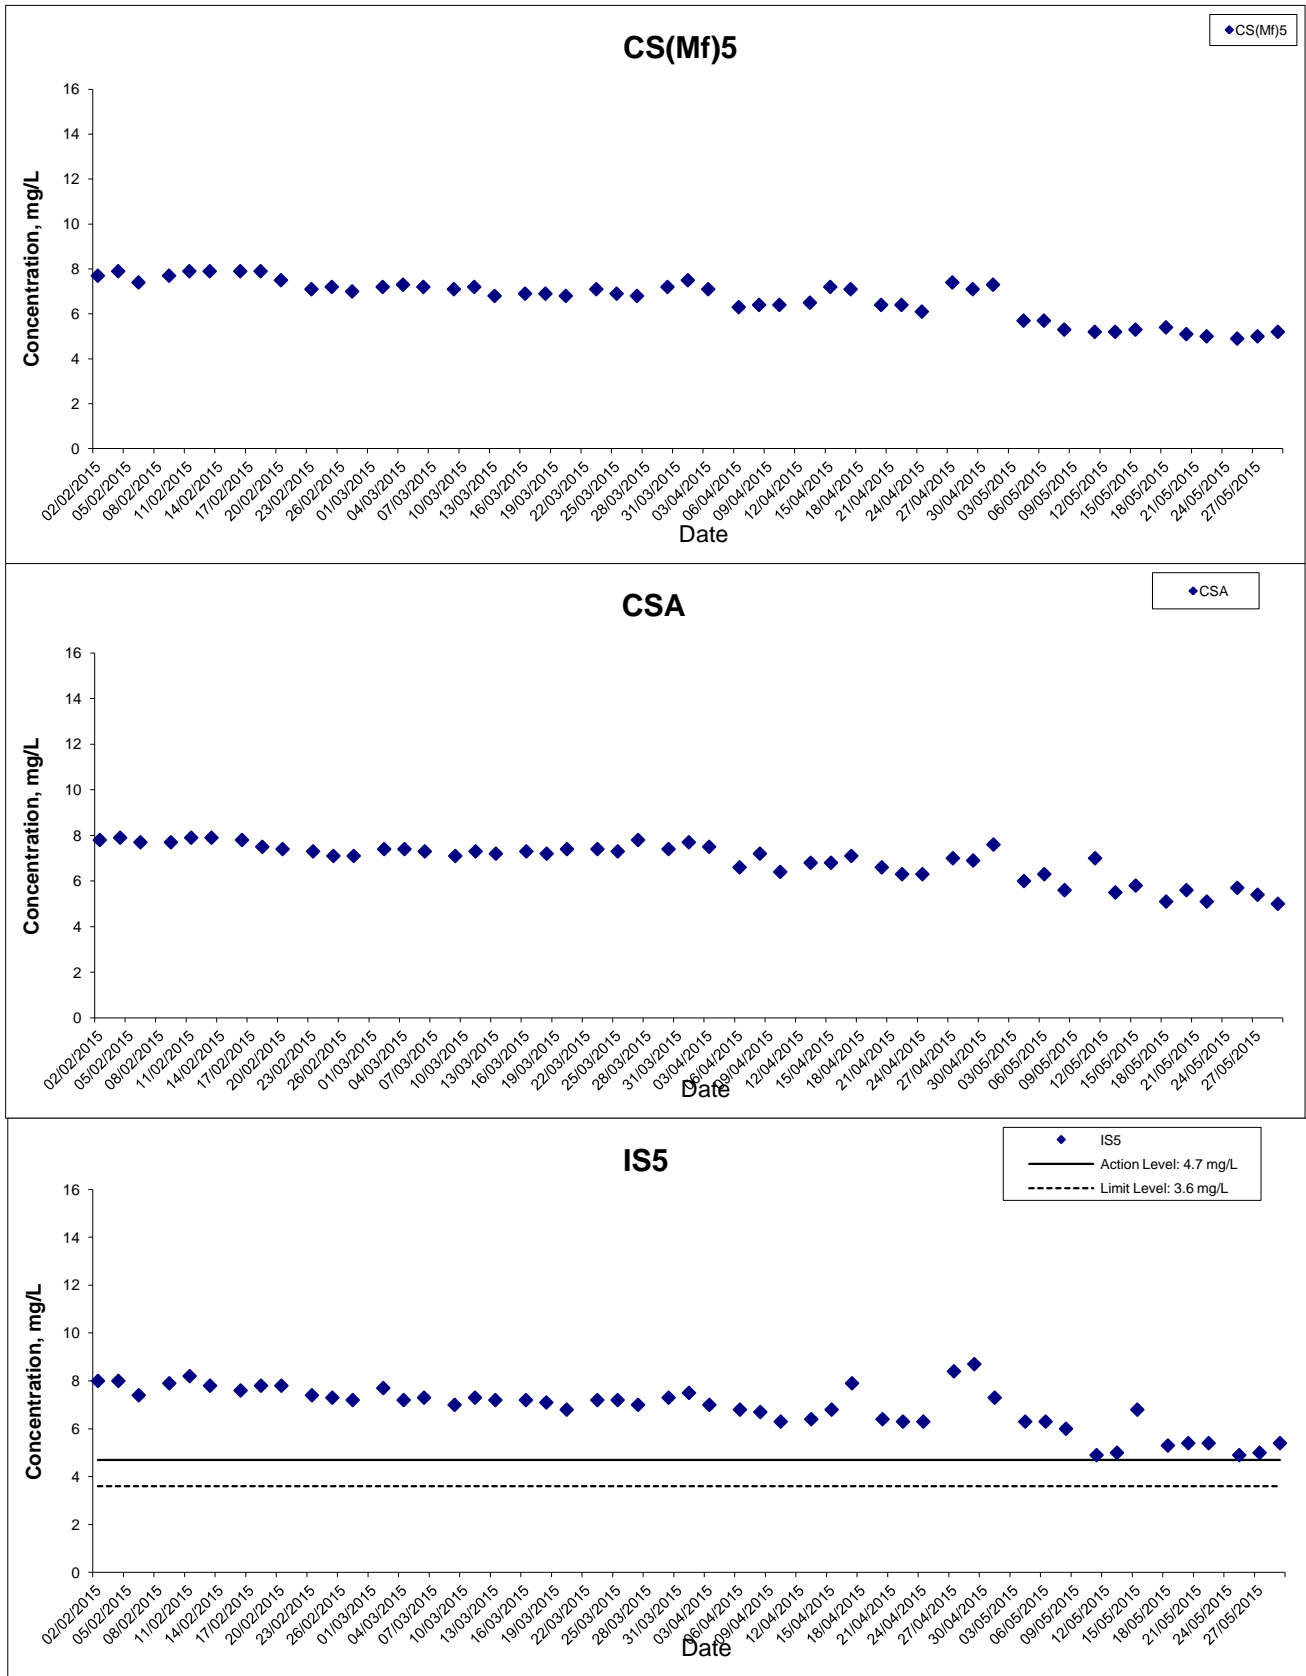 CS(Mf)5
CS(Mf)5
Concentration, mg/L
16
14
12
10
8
6
4
2
0
02/02/2015 05/02/2015 08/02/2015 11/02/2015 14/02/2015 17/02/2015 20/02/2015 23/02/2015 26/02/2015 01/03/2015 04/03/2015 07/03/2015 10/03/2015 13/03/2015 16/03/2015 19/03/2015 22/03/2015 25/03/2015 28/03/2015 31/03/2015 03/04/2015 06/04/2015 09/04/2015 12/04/2015 15/04/2015 18/04/2015 21/04/2015 24/04/2015 27/04/2015 30/04/2015 03/05/2015 06/05/2015 09/05/2015 12/05/2015 15/05/2015 18/05/2015 21/05/2015 24/05/2015 27/05/2015
Date
CSA
CSA
Concentration, mg/L
16
14
12
10
8
6
4
2
0
02/02/2015 05/02/2015 08/02/2015 11/02/2015 14/02/2015 17/02/2015 20/02/2015 23/02/2015 26/02/2015 01/03/2015 04/03/2015 07/03/2015 10/03/2015 13/03/2015 16/03/2015 19/03/2015 22/03/2015 25/03/2015 28/03/2015 31/03/2015 03/04/2015 06/04/2015 09/04/2015 12/04/2015 15/04/2015 18/04/2015 21/04/2015 24/04/2015 27/04/2015 30/04/2015 03/05/2015 06/05/2015 09/05/2015 12/05/2015 15/05/2015 18/05/2015 21/05/2015 24/05/2015 27/05/2015
Date
IS5
IS5
Action Level: 4.7 mg/L
Limit Level: 3.6 mg/L
Concentration, mg/L
16
14
12
10
8
6
4
2
0
02/02/2015 05/02/2015 08/02/2015 11/02/2015 14/02/2015 17/02/2015 20/02/2015 23/02/2015 26/02/2015 01/03/2015 04/03/2015 07/03/2015 10/03/2015 13/03/2015 16/03/2015 19/03/2015 22/03/2015 25/03/2015 28/03/2015 31/03/2015 03/04/2015 06/04/2015 09/04/2015 12/04/2015 15/04/2015 18/04/2015 21/04/2015 24/04/2015 27/04/2015 30/04/2015 03/05/2015 06/05/2015 09/05/2015 12/05/2015 15/05/2015 18/05/2015 21/05/2015 24/05/2015 27/05/2015
Date